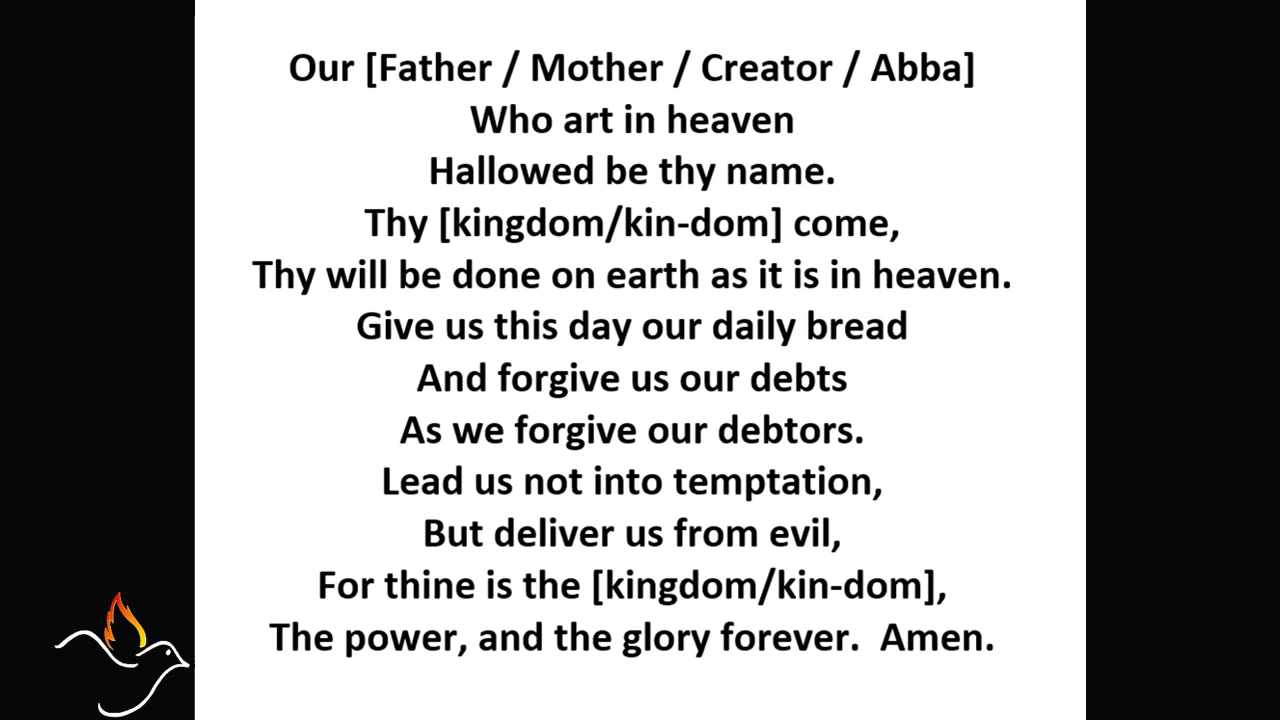 Our [Father / Mother / Creator / Abba]
Who art in heaven
Hallowed be thy name.
Thy [kingdom/kin-dom] come,
Thy will be done on earth as it is in heaven.
Give us this day our daily bread
And forgive us our debts
As we forgive our debtors.
Lead us not into temptation,
But deliver us from evil,
For thine is the [kingdom/kin-dom],
The power, and the glory forever.  Amen.